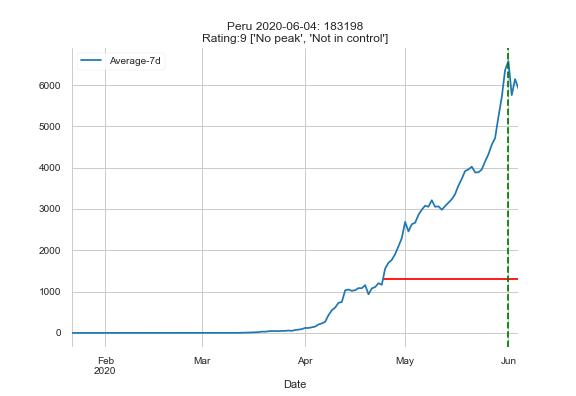 Peru 2020-06-04: 183198
Rating:9 ['No peak', 'Not in control']
Average-7d
6000
5000
4000
3000
2000
1000
0
Feb
2020
Mar
Apr
May
Jun
Date